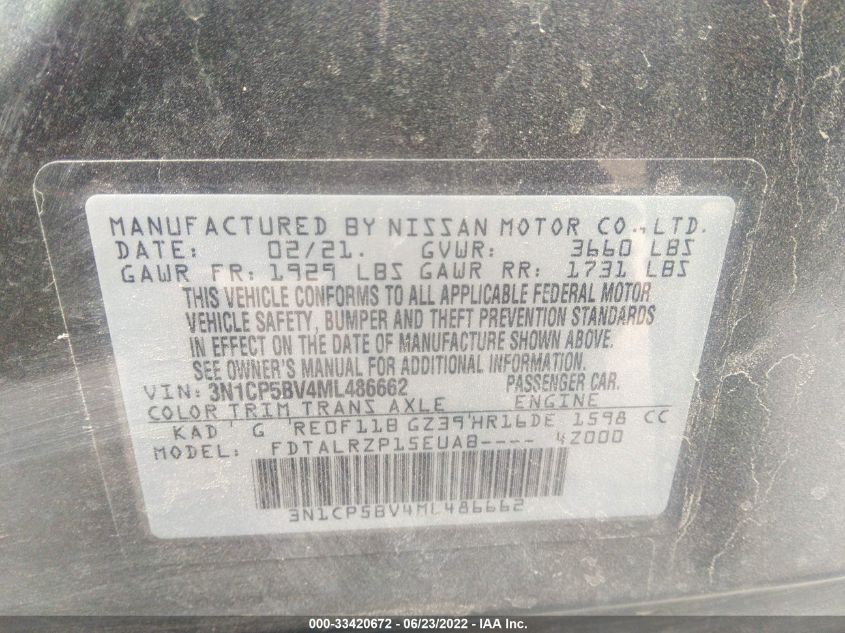 MANUFACTURED BY NISSAN MOTOR CO., LTD.
DATE: 02/21. GVWR: 3660 LBS
GAWR FR: 1929 LBS GAWR RR: 1731 LBS
THIS VEHICLE CONFORMS TO ALL APPLICABLE FEDERAL MOTOR
VEHICLE SAFETY, BUMPER AND THEFT PREVENTION STANDARDS
IN EFFECT ON THE DATE OF MANUFACTURE SHOWN ABOVE.
SEE OWNER'S MANUAL FOR ADDITIONAL INFORMATION.
VIN: 3N1CP5BV4ML486662 PASSENGER CAR.
COLOR TRIM TRANS AXLE ENGINE
KAD G RE0F11B GZ39 HR16DE 1598 CC
MODEL: FDTALRZP15EUAB---- 4Z000
3N1CP5BV4ML486662
000-33420672 - 06/23/2022 - IAA Inc.